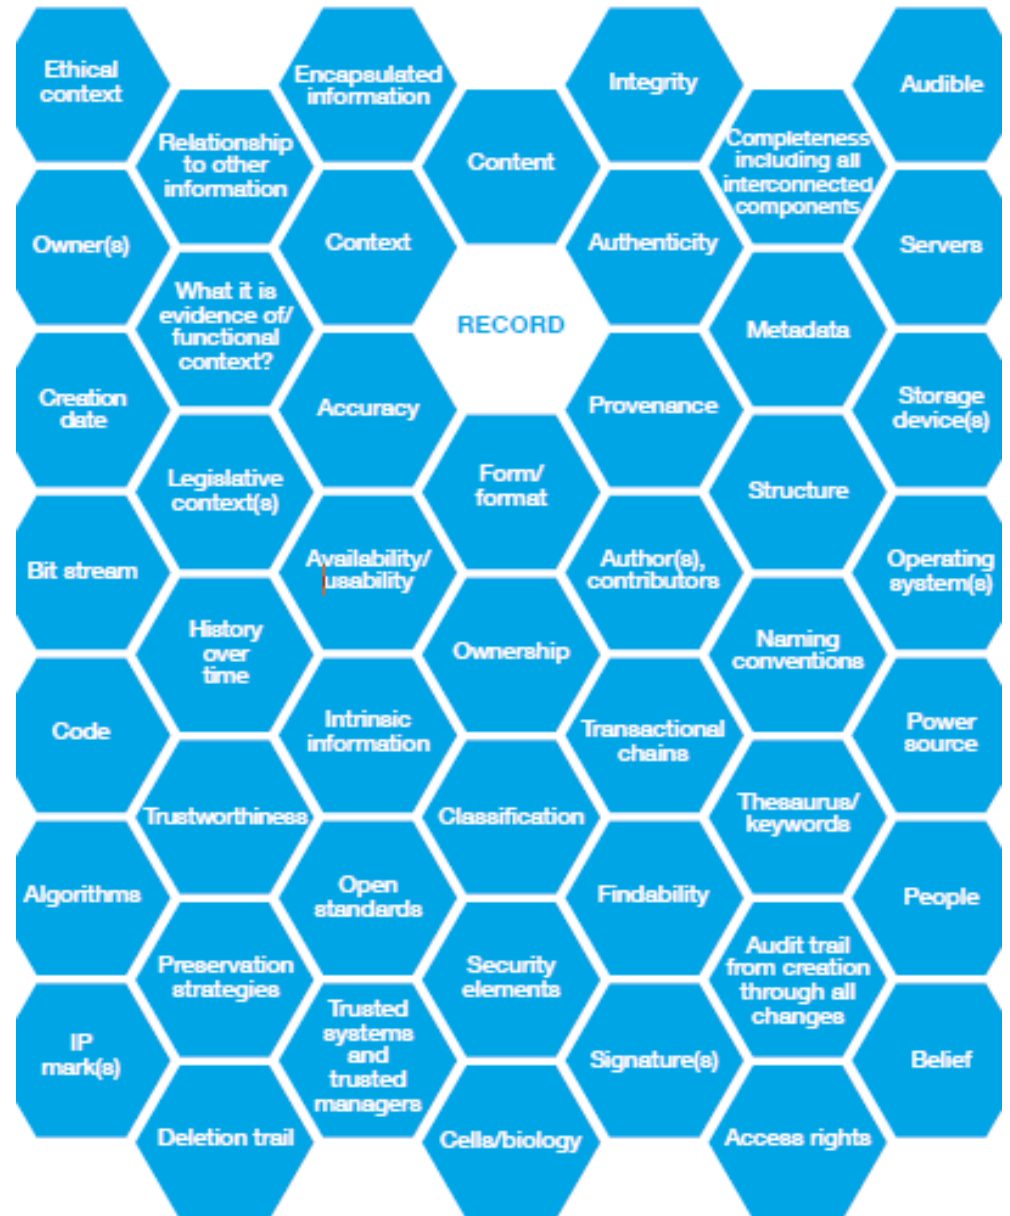 Ethical
context
Encapsulated
information
Integrity
Audible
Relationship
to other
information
Content
Completeness
including all
interconnected
components
Owner(s)
Context
Authenticity
Servers
What it is
evidence of/
functional
context?
RECORD
Metadata
Creation
date
Accuracy
Provenance
Storage
device(s)
Legislative
context(s)
Form/
format
Structure
Bit stream
Availability/
usability
Author(s),
contributors
Operating
system(s)
History
over
time
Ownership
Naming
conventions
Code
Intrinsic
information
Transactional
chains
Power
source
Trustworthiness
Classification
Thesaurus/
keywords
Algorithms
Open
standards
Findability
People
Preservation
strategies
Security
elements
Audit trail
from creation
through all
changes
IP
mark(s)
Trusted
systems
and
trusted
managers
Signature(s)
Belief
Deletion trail
Cells/biology
Access rights